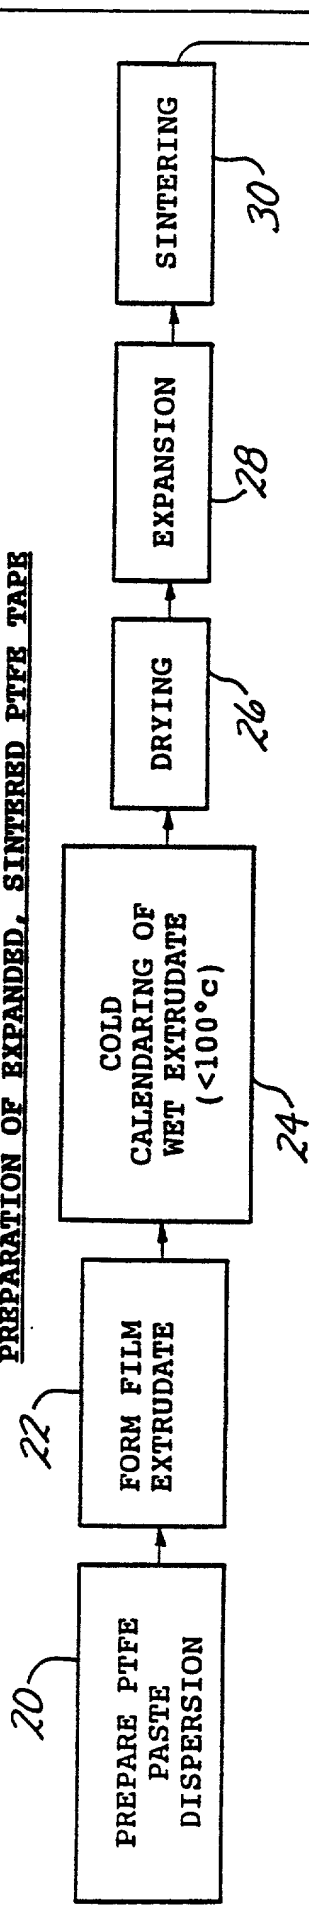 PREPARATION OF EXPANDED, SINTERED PTFE TAPE
20
PREPARE PTFE
PASTE
DISPERSION
22
FORM FILM
EXTRUDATE
COLD
CALENDARING OF
WET EXTRUDATE
(<100°c)
24
DRYING
26
EXPANSION
28
SINTERING
30